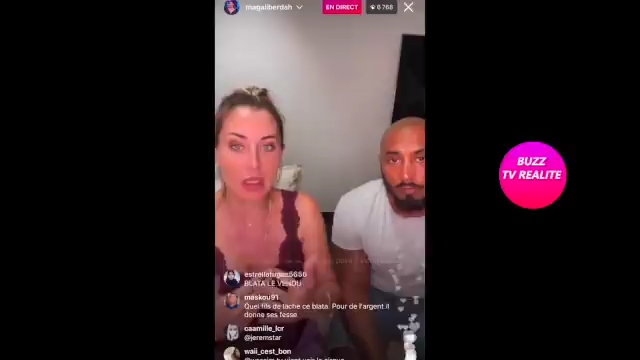 magaliberdah
EN DIRECT
6 768
BUZZ
TV REALITE
BLATA LE VENDU
maskou91
Quel fils de lache ce blata. Pour de l'argent il
donne ses fesse
caamille_lcr
@jeremstar
waii_cest_bon